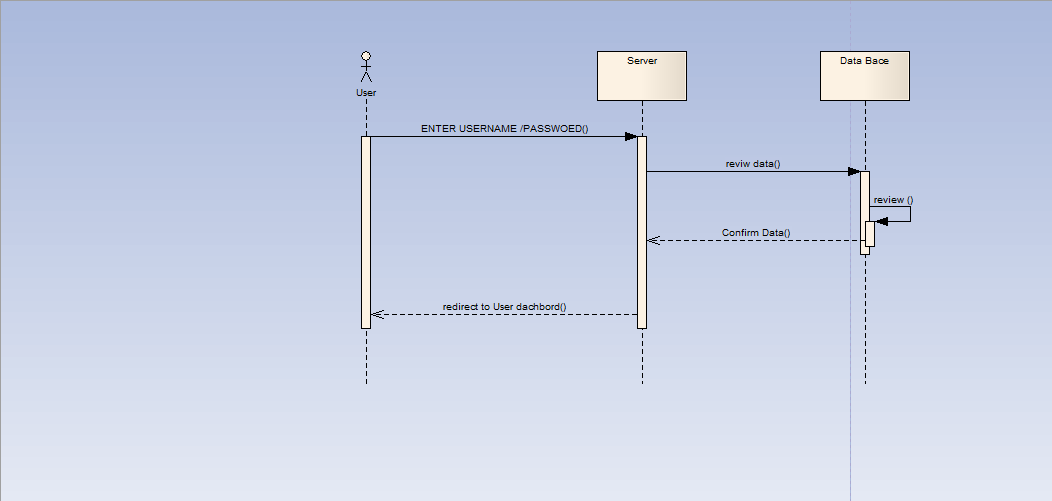 User
Server
Data Bace
ENTER USERNAME /PASSWOED()
reviw data()
review ()
Confirm Data()
redirect to User dachbord()